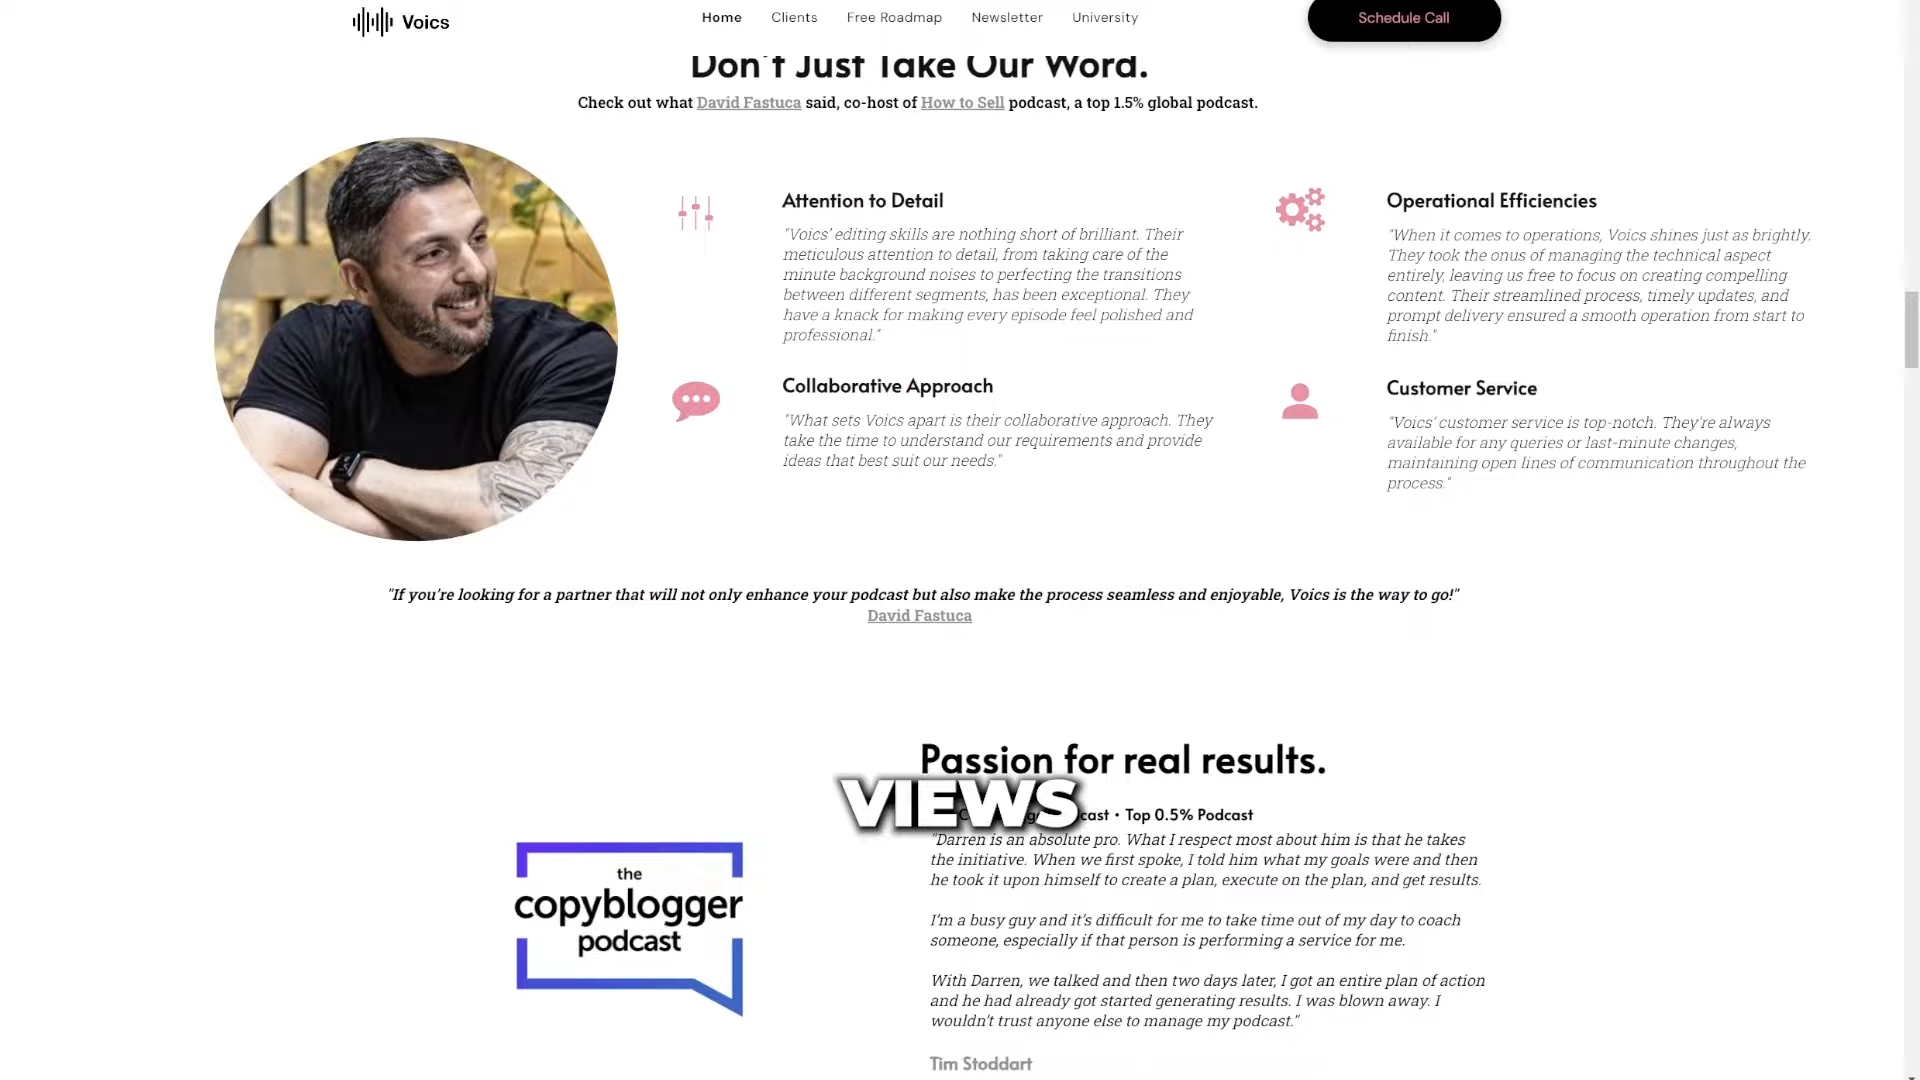 Voics
Home
Clients
Free Roadmap
Newsletter
University
Schedule Call
Don't Just Take Our Word.
Check out what David Fastuca said, co-host of How to Sell podcast, a top 1.5% global podcast.
Attention to Detail
"Voics' editing skills are nothing short of brilliant. Their
meticulous attention to detail, from taking care of the
minute background noises to perfecting the transitions
between different segments, has been exceptional. They
have a knack for making every episode feel polished and
professional."
Operational Efficiencies
"When it comes to operations, Voics shines just as brightly.
They took the onus of managing the technical aspect
entirely, leaving us free to focus on creating compelling
content. Their streamlined process, timely updates, and
prompt delivery ensured a smooth operation from start to
finish."
Collaborative Approach
"What sets Voics apart is their collaborative approach. They
take the time to understand our requirements and provide
ideas that best suit our needs."
Customer Service
"Voics' customer service is top-notch. They're always
available for any queries or last-minute changes,
maintaining open lines of communication throughout the
process."
"If you're looking for a partner that will not only enhance your podcast but also make the process seamless and enjoyable, Voics is the way to go!"
David Fastuca
the
copyblogger
podcast
Passion for real results.
VIEWS
• Top 0.5% Podcast
"Darren is an absolute pro. What I respect most about him is that he takes
the initiative. When we first spoke, I told him what my goals were and then
he took it upon himself to create a plan, execute on the plan, and get results.
I'm a busy guy and it's difficult for me to take time out of my day to coach
someone, especially if that person is performing a service for me.
With Darren, we talked and then two days later, I got an entire plan of action
and he had already got started generating results. I was blown away. I
wouldn't trust anyone else to manage my podcast."
Tim Stoddart